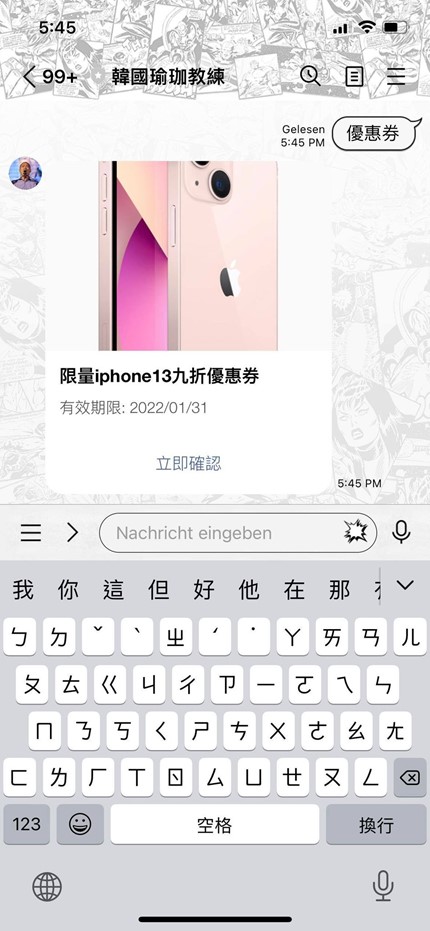 5:45
99+
韓國瑜珈教練
Gelesen
5:45 PM
優惠券
限量iphone13九折優惠券
有效期限: 2022/01/31
立即確認
5:45 PM
Nachricht eingeben
我 你 這 但 好 他 在 那
ㄅ ㄉ ˇ ˋ ㄓ ˊ ˙ ㄚ ㄞ ㄢ ㄦ
ㄆ ㄊ ㄍ ㄐ ㄔ ㄗ ㄧ ㄛ ㄟ ㄣ
ㄇ ㄋ ㄎ ㄑ ㄕ ㄘ ㄨ ㄜ ㄠ ㄤ
ㄈ ㄌ ㄏ ㄒ ㄖ ㄙ ㄩ ㄝ ㄡ ㄥ
123 空格 換行